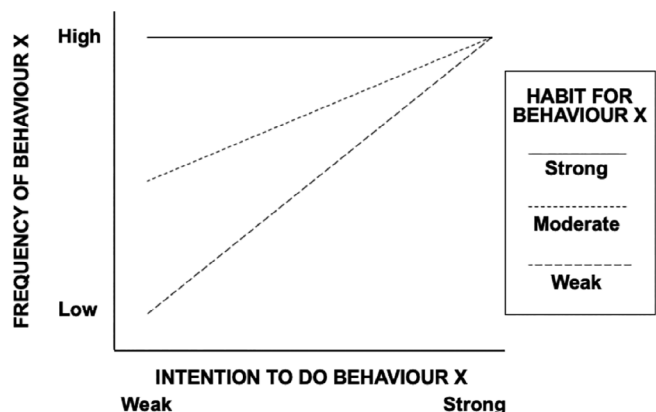 FREQUENCY OF BEHAVIOUR X
High
Low
INTENTION TO DO BEHAVIOUR X
Weak
Strong
HABIT FOR
BEHAVIOUR X
Strong
Moderate
Weak